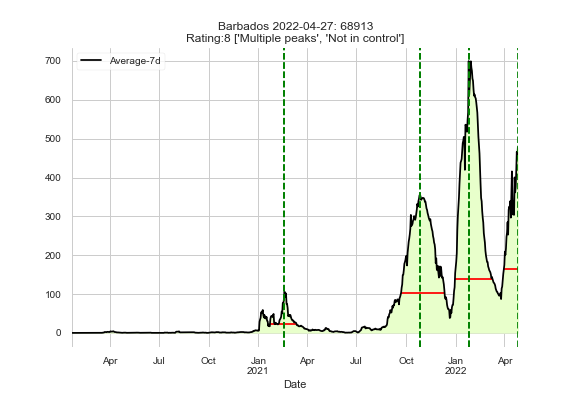 Barbados 2022-04-27: 68913
Rating:8 ['Multiple peaks', 'Not in control']
Average-7d
700
600
500
400
300
200
100
0
Apr Jul Oct Jan Apr Jul Oct Jan Apr
2021 2022
Date